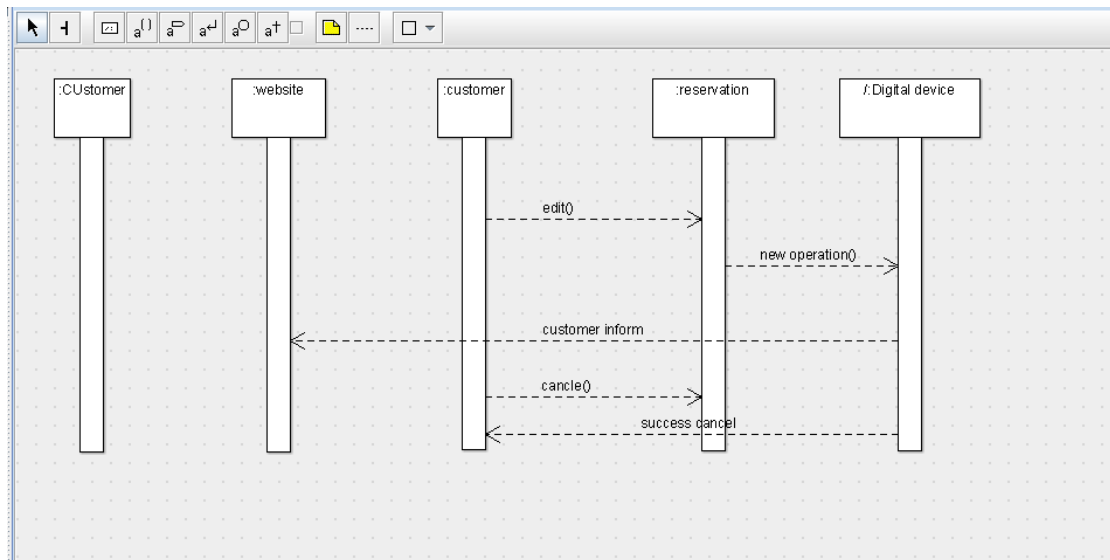 a() a a a a†
:CUstomer :website :customer :reservation /:Digital device
edit()
new operation()
customer inform
cancle()
success cancel